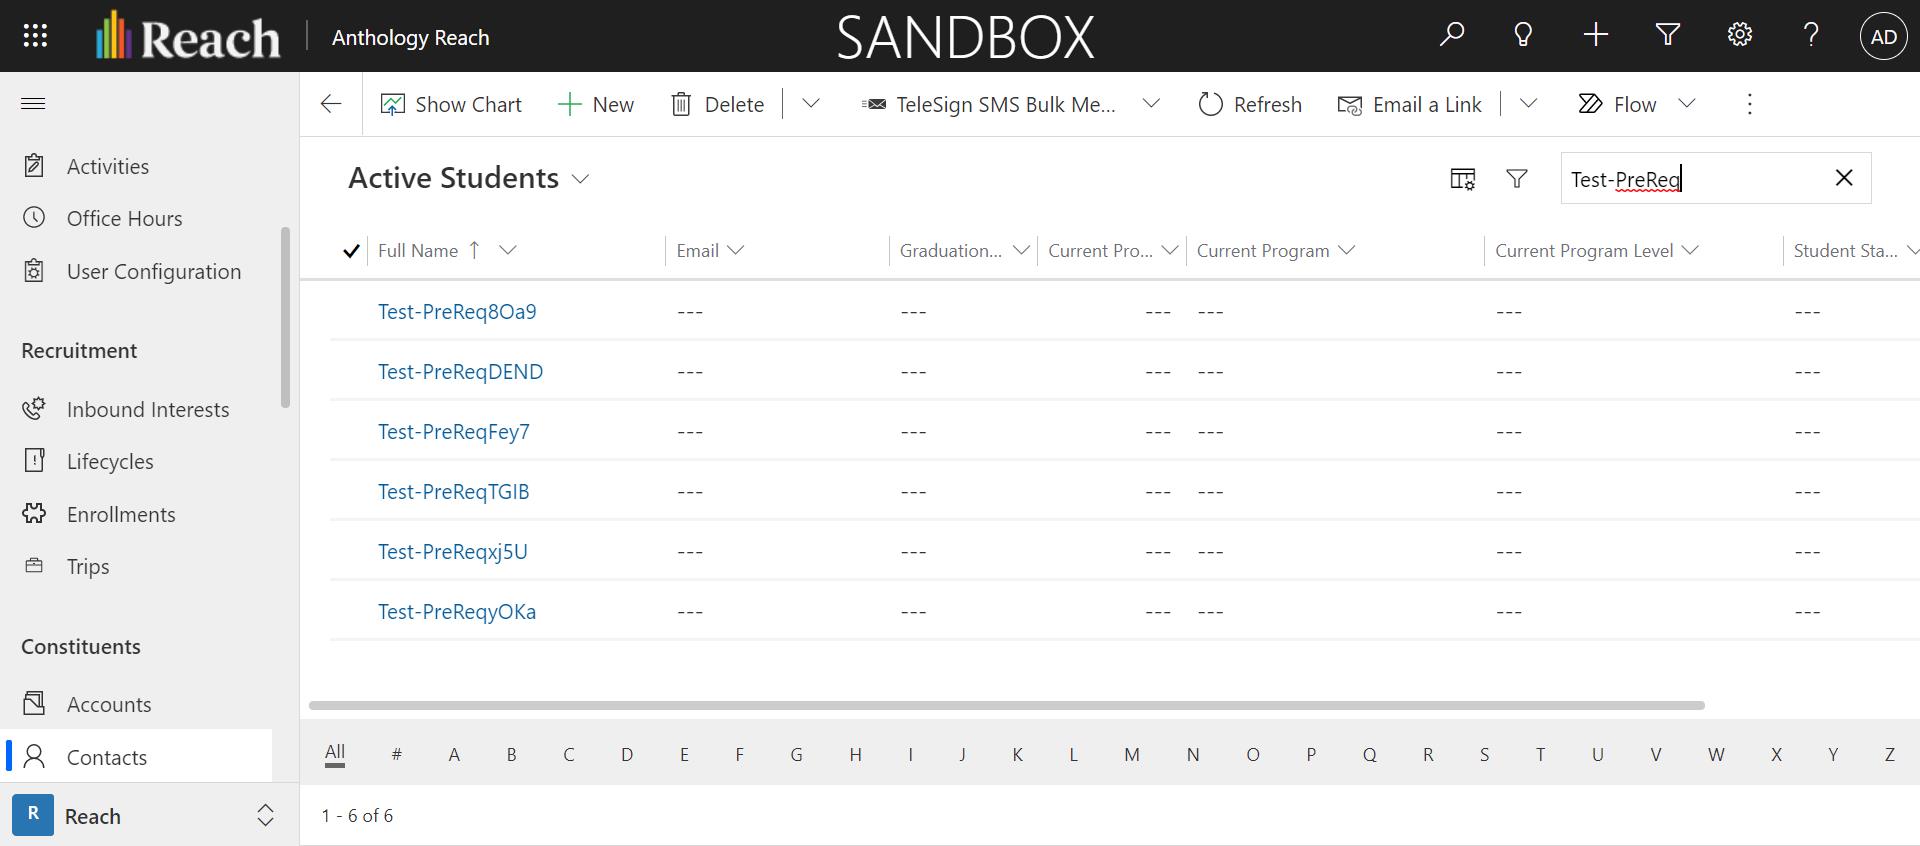 Reach
Anthology Reach
SANDBOX
AD
Show Chart
New
Delete
TeleSign SMS Bulk Me...
Refresh
Email a Link
Flow
Activities
Office Hours
User Configuration
Recruitment
Inbound Interests
Lifecycles
Enrollments
Trips
Constituents
Accounts
Contacts
R Reach
Active Students
Test-PreReq
Full Name Email Graduation... Current Pro... Current Program Current Program Level Student Sta...
Test-PreReq8Oa9 --- --- --- --- --- ---
Test-PreReqDEND --- --- --- --- --- ---
Test-PreReqFey7 --- --- --- --- --- ---
Test-PreReqTGIB --- --- --- --- --- ---
Test-PreReqxj5U --- --- --- --- --- ---
Test-PreReqyOKa --- --- --- --- --- ---
All # A B C D E F G H I J K L M N O P Q R S T U V W X Y Z
1 - 6 of 6